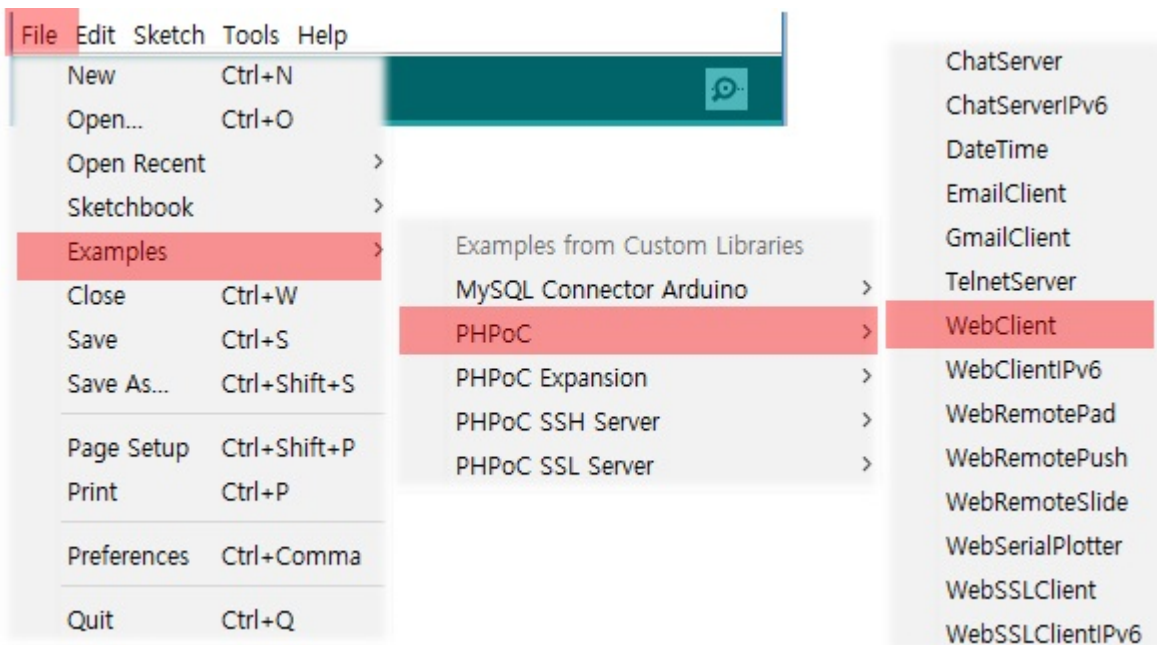 File Edit Sketch Tools Help
New Ctrl+N
Open... Ctrl+O
Open Recent
Sketchbook
Examples
Close Ctrl+W
Save Ctrl+S
Save As... Ctrl+Shift+S
Page Setup Ctrl+Shift+P
Print Ctrl+P
Preferences Ctrl+Comma
Quit Ctrl+Q
Examples from Custom Libraries
MySQL Connector Arduino
PHPoC
PHPoC Expansion
PHPoC SSH Server
PHPoC SSL Server
ChatServer
ChatServerIPv6
DateTime
EmailClient
GmailClient
TelnetServer
WebClient
WebClientIPv6
WebRemotePad
WebRemotePush
WebRemoteSlide
WebSerialPlotter
WebSSLClient
WebSSLClientIPv6